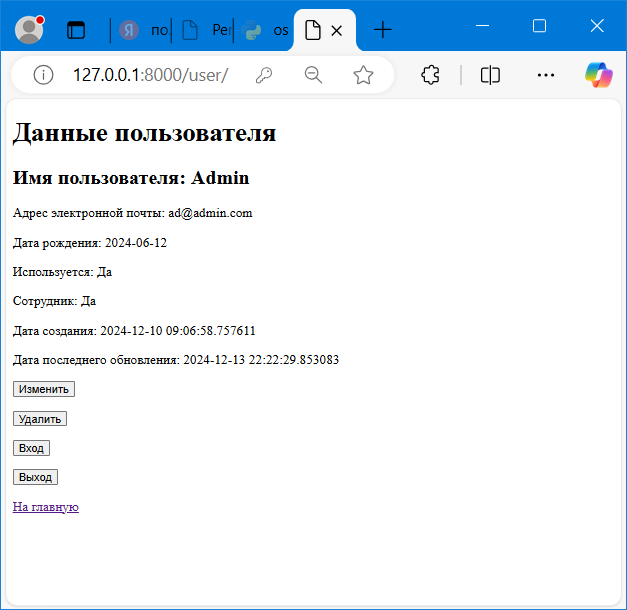 по
Per
os
127.0.0.1:8000/user/
Данные пользователя
Имя пользователя: Admin
Адрес электронной почты: ad@admin.com
Дата рождения: 2024-06-12
Используется: Да
Сотрудник: Да
Дата создания: 2024-12-10 09:06:58.757611
Дата последнего обновления: 2024-12-13 22:22:29.853083
Изменить
Удалить
Вход
Выход
На главную